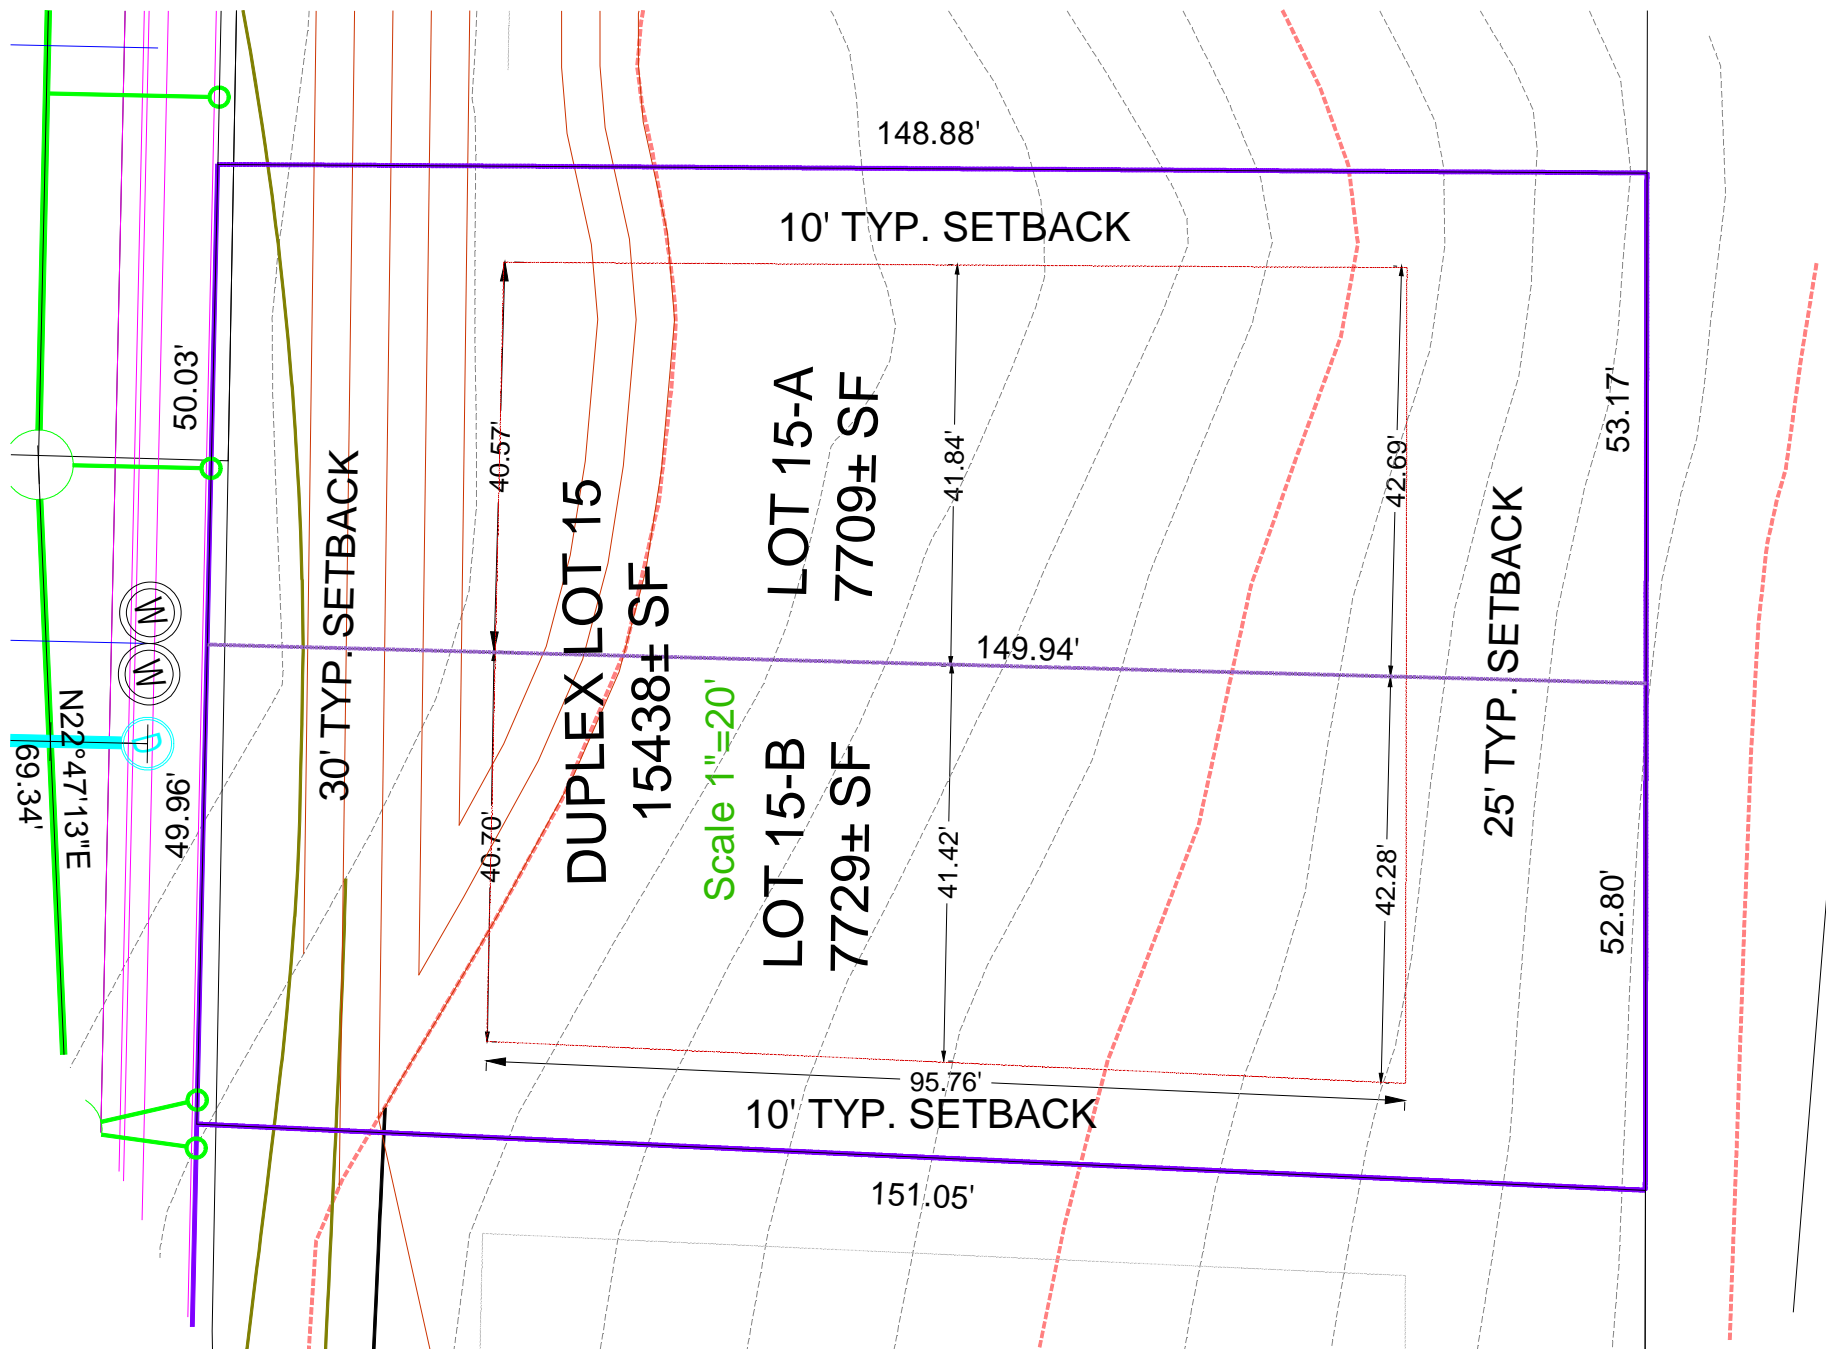 148.88'
10' TYP. SETBACK
50.03'
30' TYP. SETBACK
40.57'
41.84'
42.69'
53.17'
LOT 15-A
7709± SF
DUPLEX LOT 15
15438± SF
149.94'
25' TYP. SETBACK
Scale 1"=20'
LOT 15-B
7729± SF
W
W
N22°47'13"E
69.34'
49.96'
40.70'
41.42'
42.28'
52.80'
95.76'
10' TYP. SETBACK
151.05'